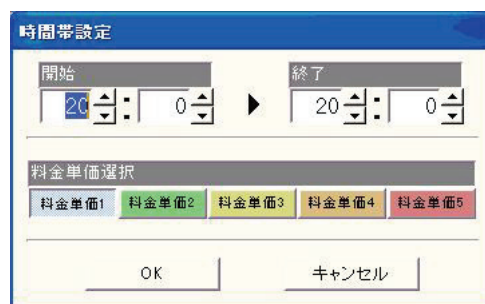 時間帯設定
開始 終了
20 : 0 ▶ 20 : 0
料金単価選択
料金単価1 料金単価2 料金単価3 料金単価4 料金単価5
OK キャンセル